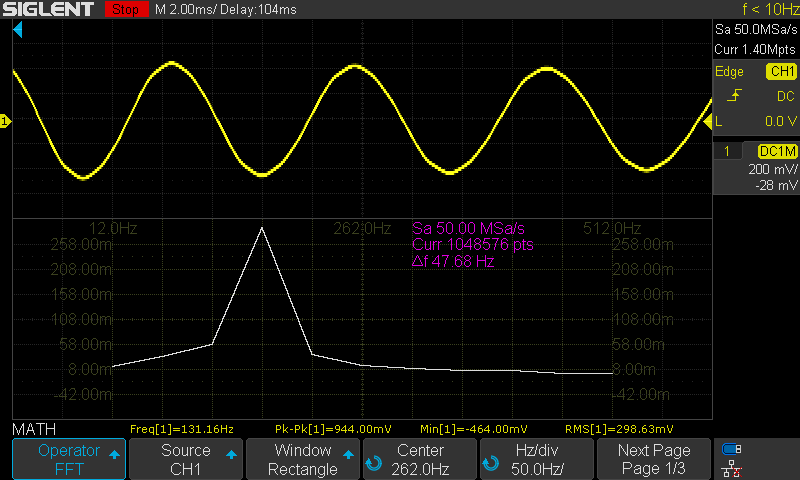 SIGLENT Stop M 2.00ms/ Delay:104ms f < 10Hz
Sa 50.0MSa/s
Curr 1.40Mpts
Edge CH1
DC
L 0.0 V
1 DC1M
200 mV/
-28 mV
1
12.0Hz 262.0Hz 512.0Hz
Sa 50.00 MSa/s
Curr 1048576 pts
Δf 47.68 Hz
258.00m 258.00m
208.00m 208.00m
158.00m 158.00m
108.00m 108.00m
58.00m 58.00m
8.00m 8.00m
-42.00m -42.00m
MATH Freq[1]=131.16Hz Pk-Pk[1]=944.00mV Min[1]=-464.00mV RMS[1]=298.63mV
Operator Source Window Center Hz/div Next Page
FFT CH1 Rectangle 262.0Hz 50.0Hz/ Page 1/3